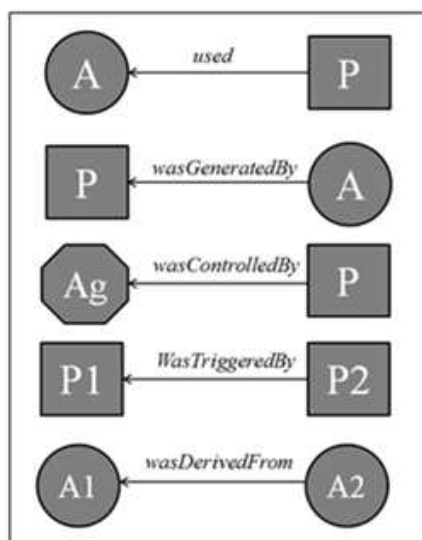 A used P
P wasGeneratedBy A
Ag wasControlledBy P
P1 WasTriggeredBy P2
A1 wasDerivedFrom A2